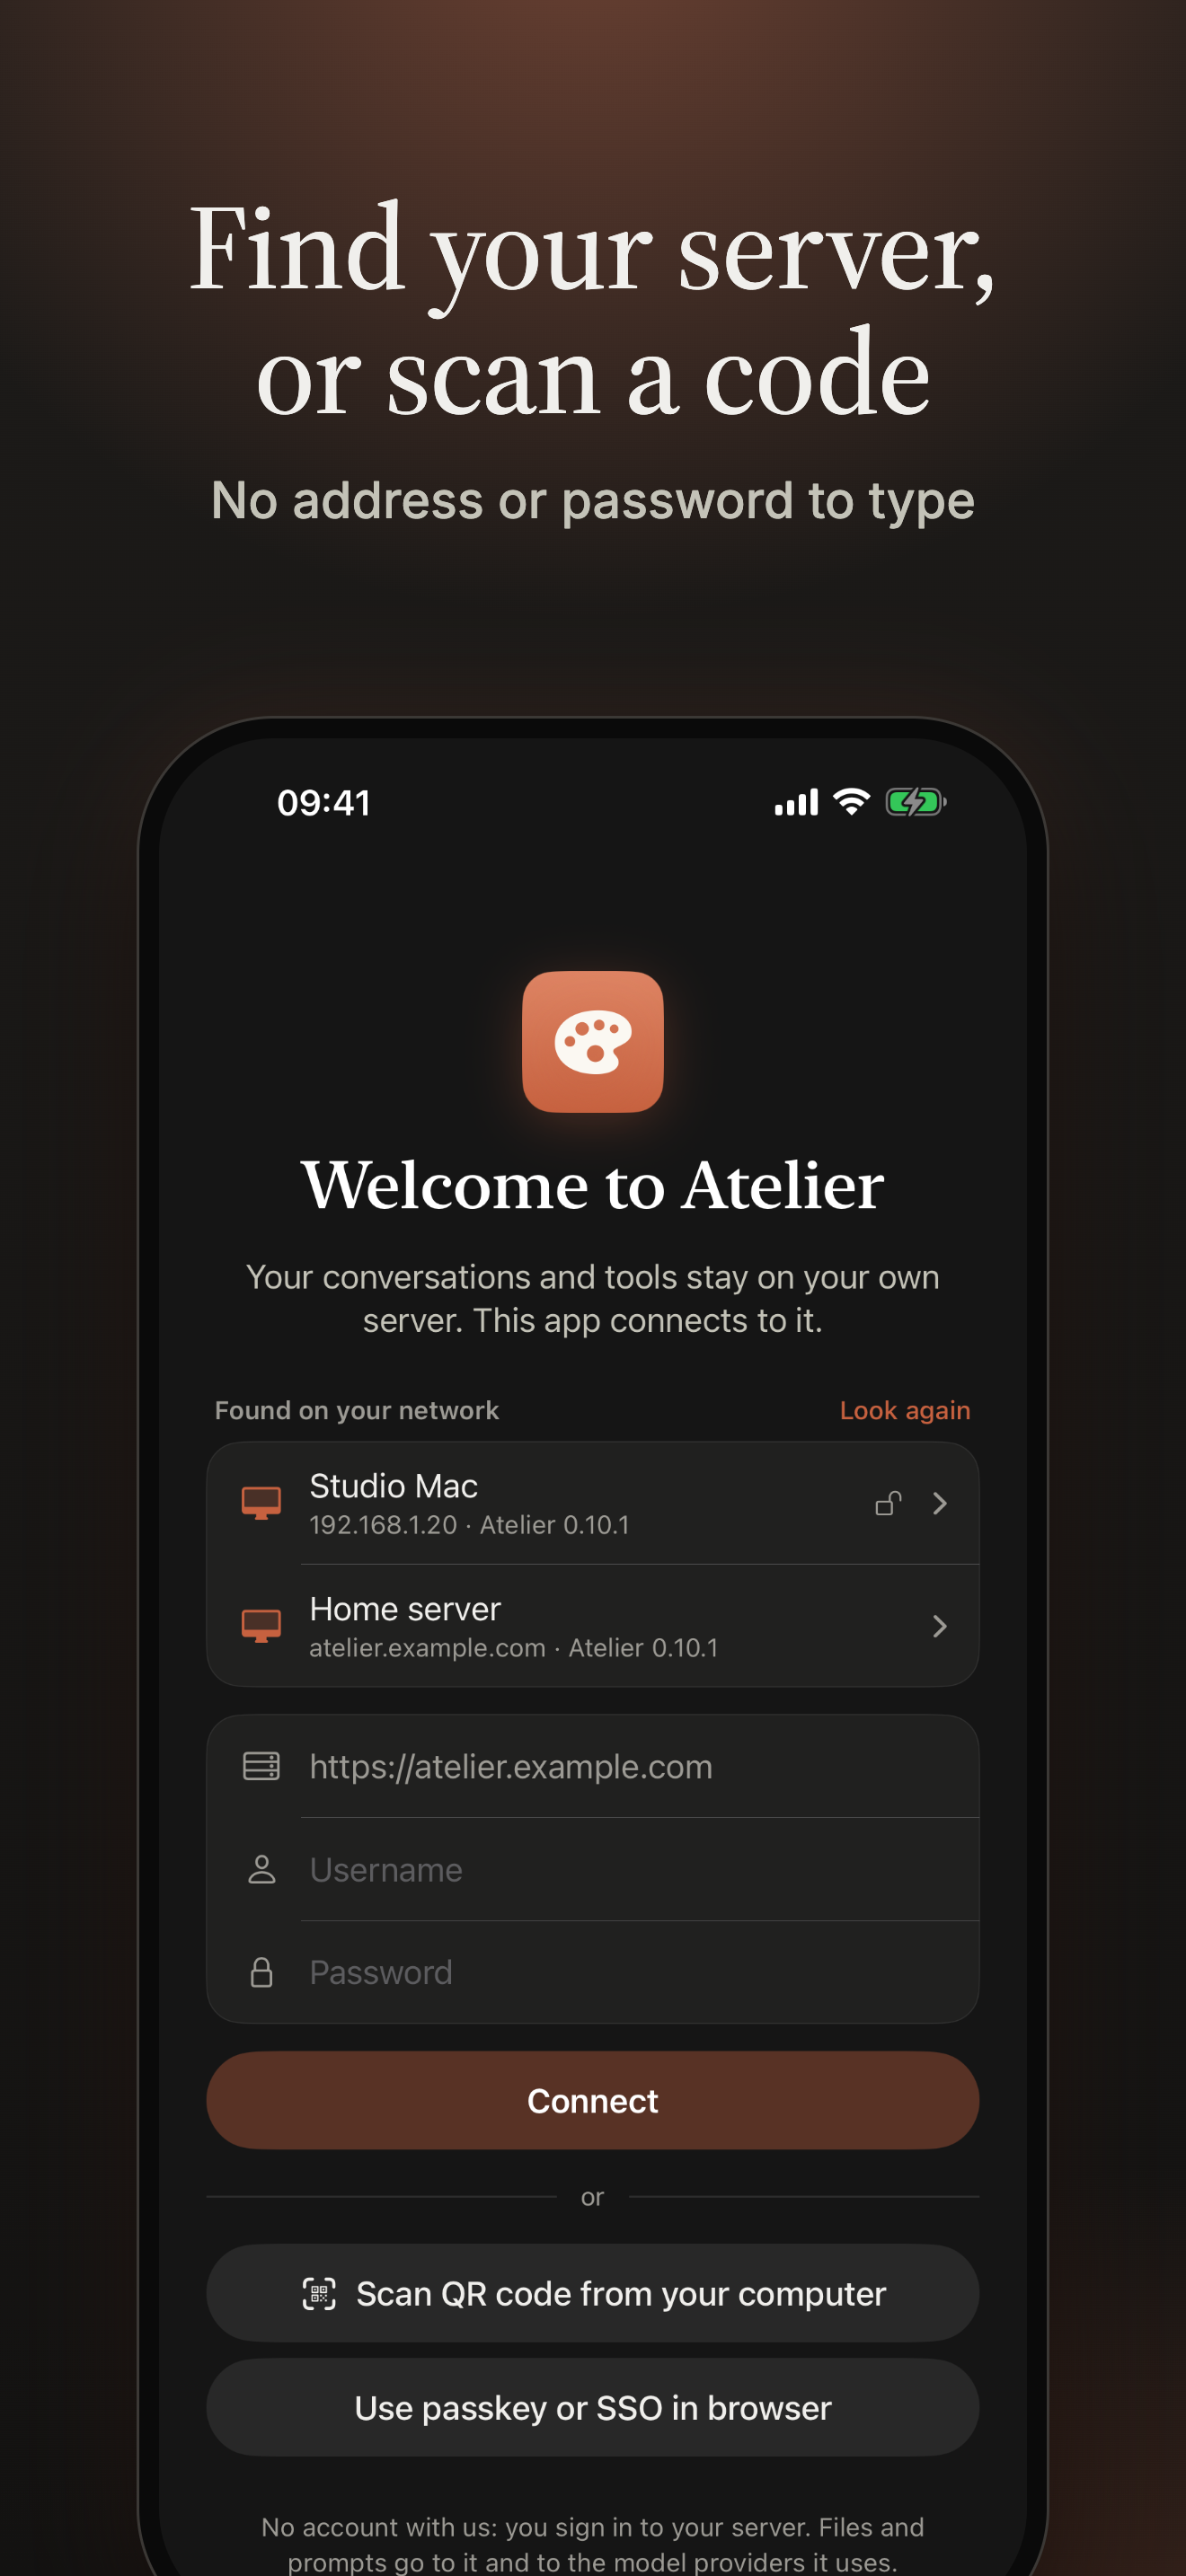 Find your server,
or scan a code
No address or password to type
09:41
Welcome to Atelier
Your conversations and tools stay on your own
server. This app connects to it.
Found on your network
Look again
Studio Mac
192.168.1.20 · Atelier 0.10.1
Home server
atelier.example.com · Atelier 0.10.1
https://atelier.example.com
Username
Password
Connect
or
Scan QR code from your computer
Use passkey or SSO in browser
No account with us: you sign in to your server. Files and
prompts go to it and to the model providers it uses.